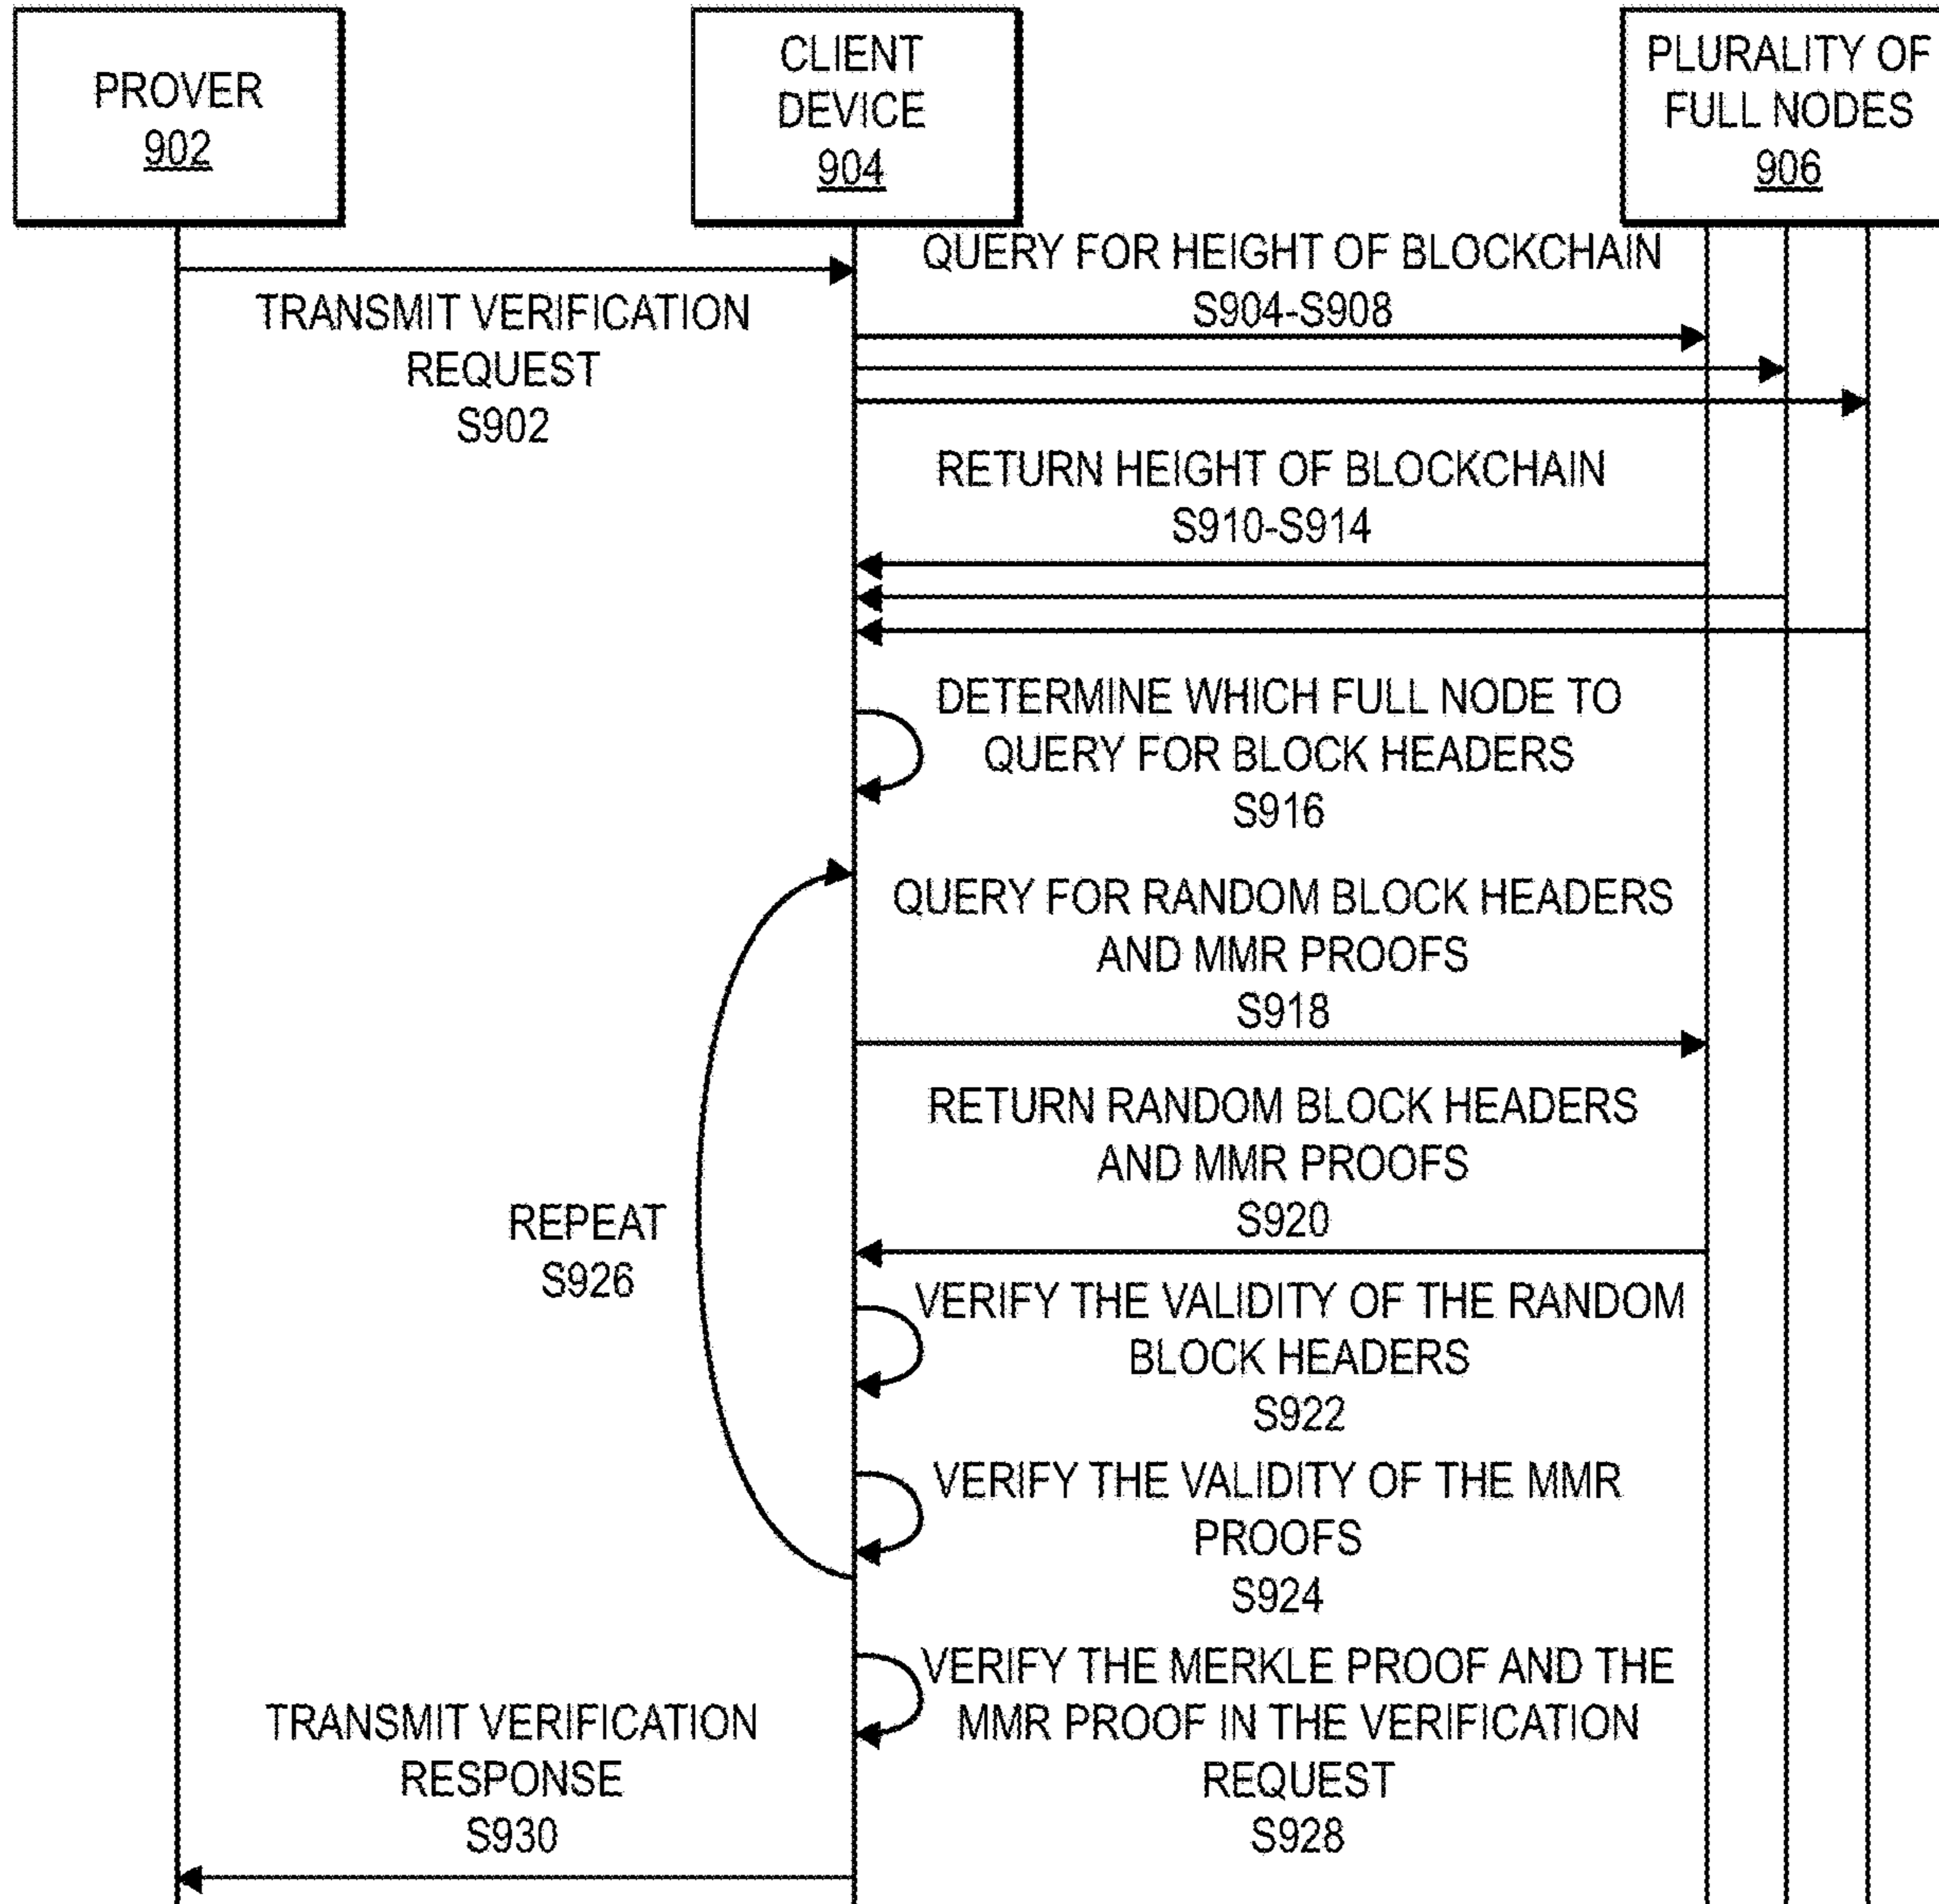 PROVER
902
CLIENT
DEVICE
904
PLURALITY OF
FULL NODES
906
QUERY FOR HEIGHT OF BLOCKCHAIN
S904-S908
TRANSMIT VERIFICATION
REQUEST
S902
RETURN HEIGHT OF BLOCKCHAIN
S910-S914
DETERMINE WHICH FULL NODE TO
QUERY FOR BLOCK HEADERS
S916
QUERY FOR RANDOM BLOCK HEADERS
AND MMR PROOFS
S918
RETURN RANDOM BLOCK HEADERS
AND MMR PROOFS
S920
REPEAT
S926
VERIFY THE VALIDITY OF THE RANDOM
BLOCK HEADERS
S922
VERIFY THE VALIDITY OF THE MMR
PROOFS
S924
VERIFY THE MERKLE PROOF AND THE
MMR PROOF IN THE VERIFICATION
REQUEST
S928
TRANSMIT VERIFICATION
RESPONSE
S930